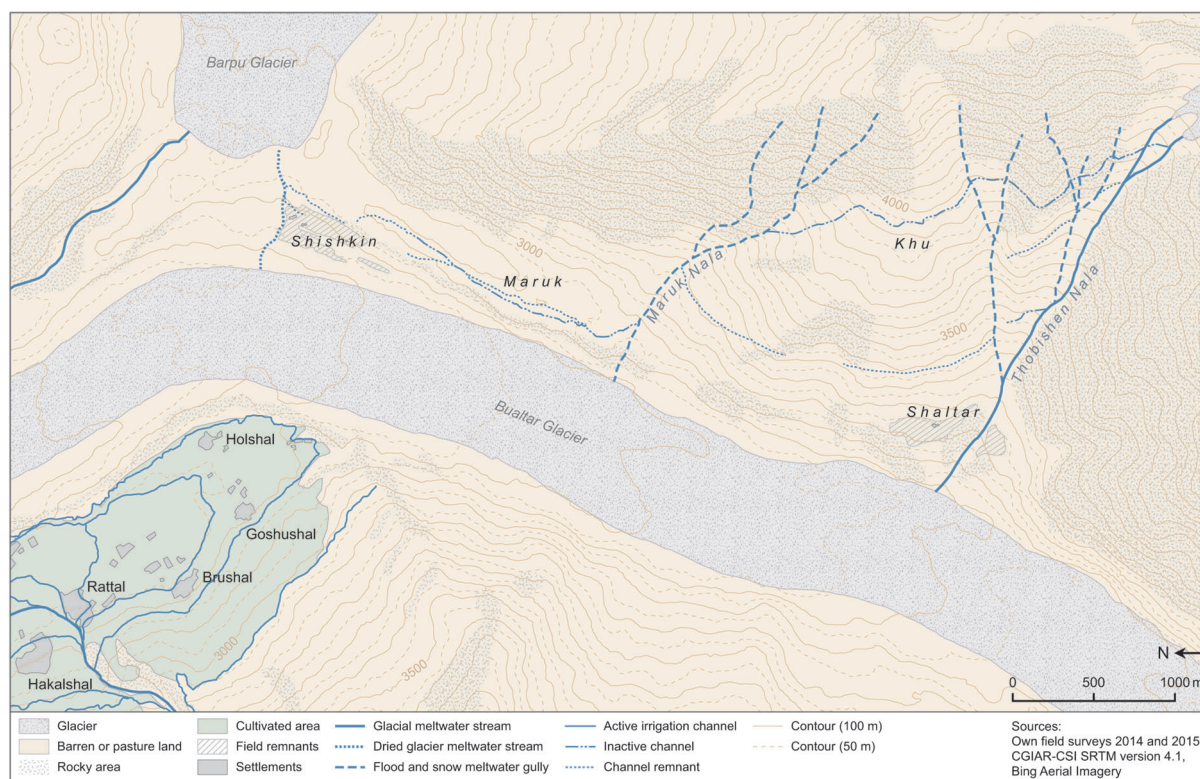 Barpu Glacier
Shishkin
3000
Maruk
Maruk Nala
4000
Khu
3500
Thobishen Nala
Shaltar
Bualtar Glacier
Holshal
Goshushal
Brushal
Rattal
3000
3500
Hakalshal
N
0 500 1000 m
Glacier
Barren or pasture land
Rocky area
Cultivated area
Field remnants
Settlements
Glacial meltwater stream
Dried glacier meltwater stream
Flood and snow meltwater gully
Active irrigation channel
Inactive channel
Channel remnant
Contour (100 m)
Contour (50 m)
Sources:
Own field surveys 2014 and 2015,
CGIAR-CSI SRTM version 4.1,
Bing Aerial Imagery